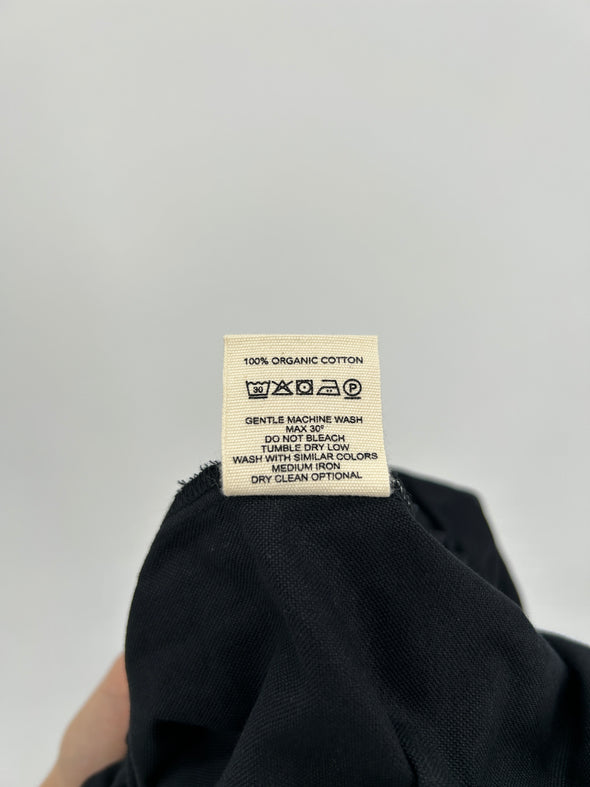 100% ORGANIC COTTON
30 P
GENTLE MACHINE WASH
MAX 30°
DO NOT BLEACH
TUMBLE DRY LOW
WASH WITH SIMILAR COLORS
MEDIUM IRON
DRY CLEAN OPTIONAL